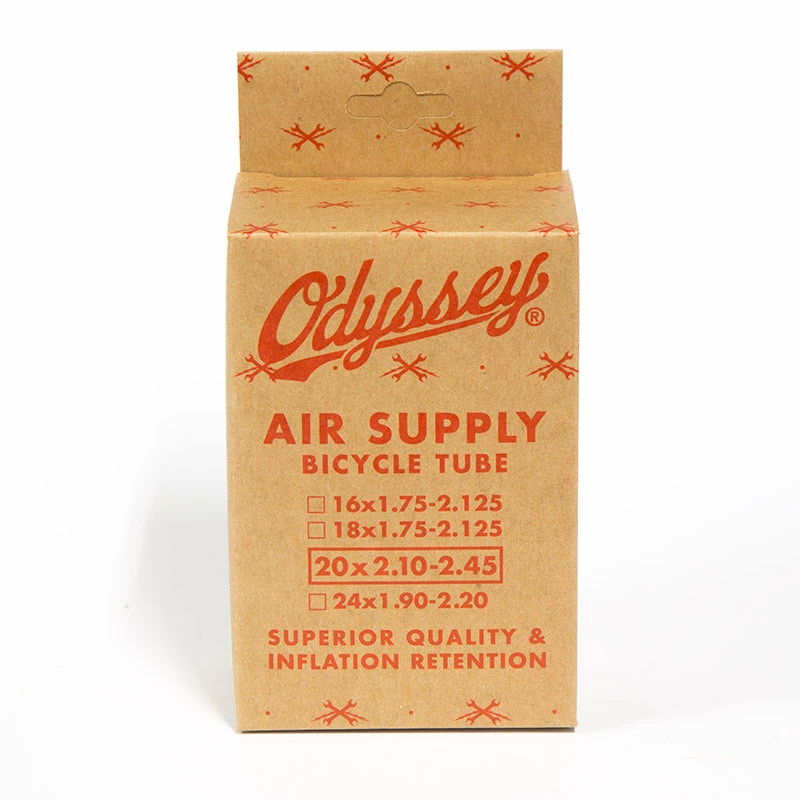 Odyssey®
AIR SUPPLY
BICYCLE TUBE
16x1.75-2.125
18x1.75-2.125
20x2.10-2.45
24x1.90-2.20
SUPERIOR QUALITY &
INFLATION RETENTION